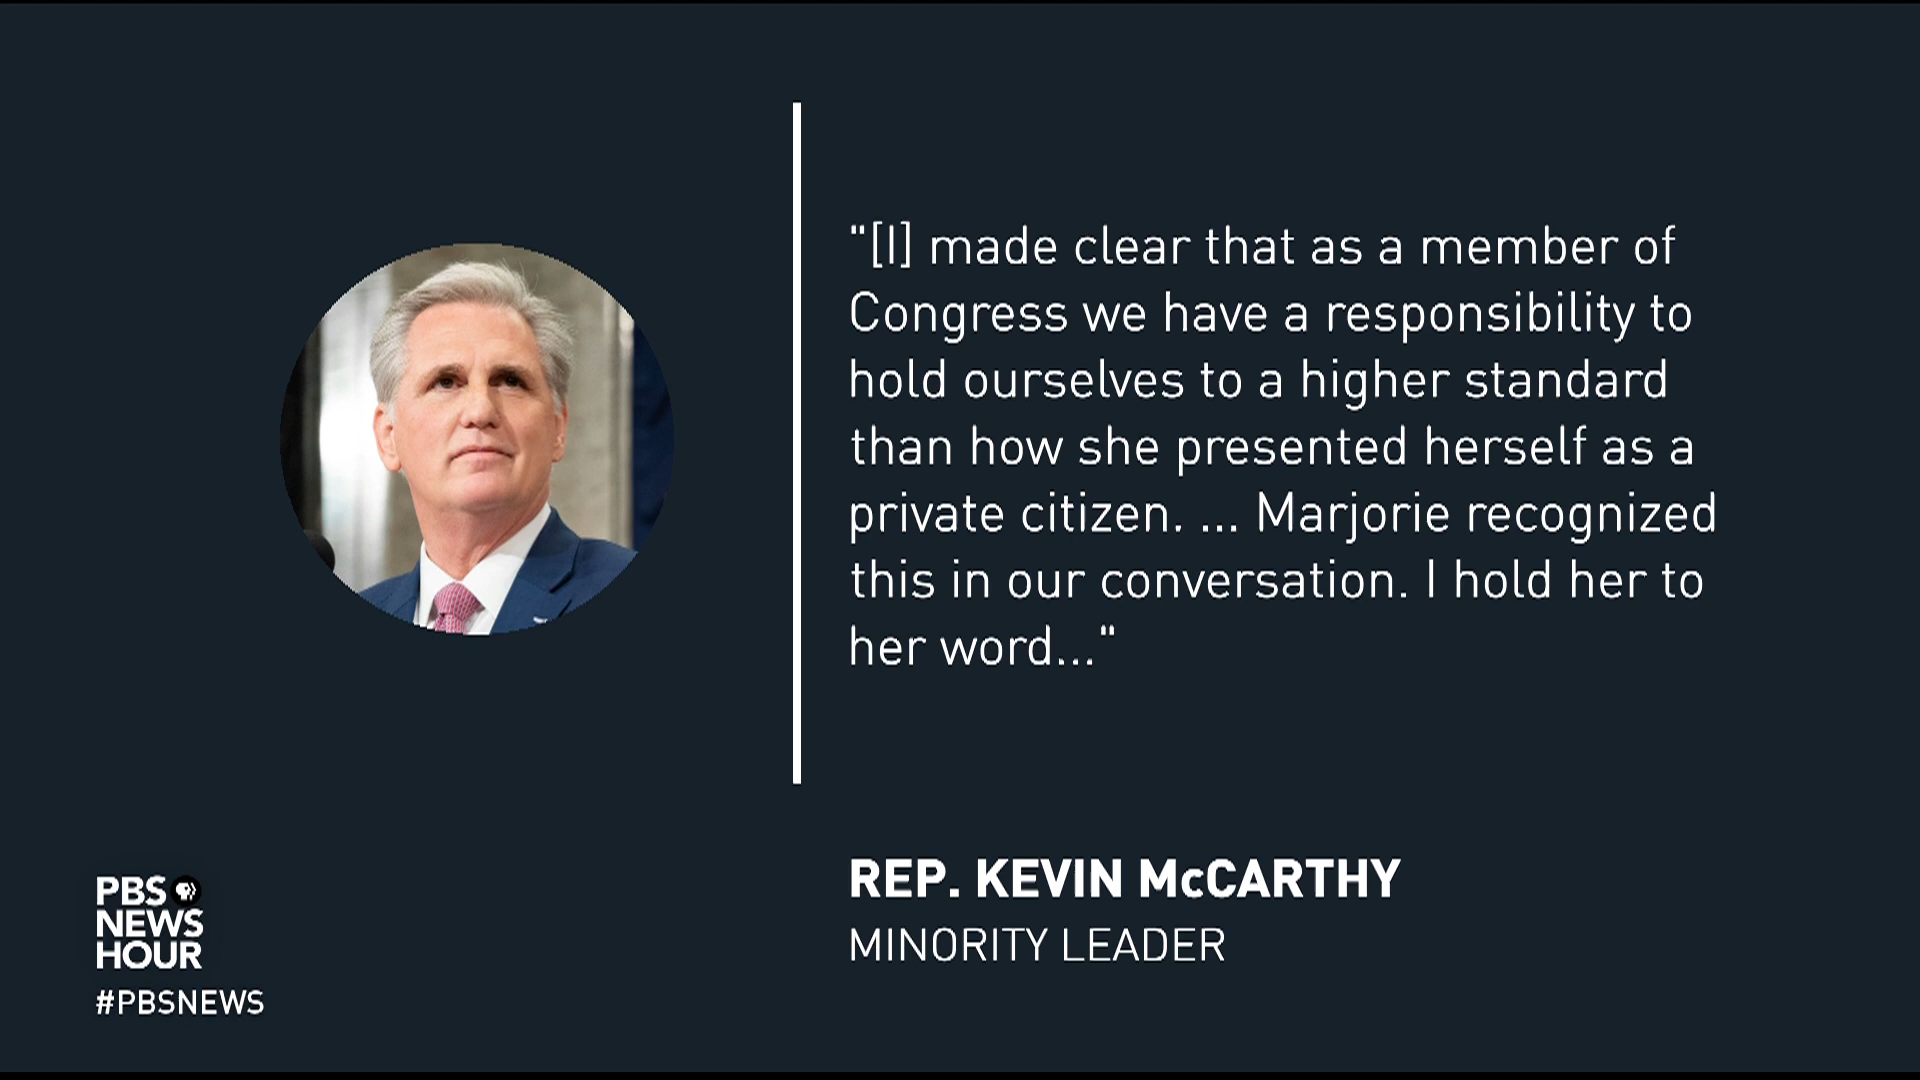 "[I] made clear that as a member of
Congress we have a responsibility to
hold ourselves to a higher standard
than how she presented herself as a
private citizen. ... Marjorie recognized
this in our conversation. I hold her to
her word..."
REP. KEVIN McCARTHY
MINORITY LEADER
PBS
NEWS
HOUR
#PBSNEWS